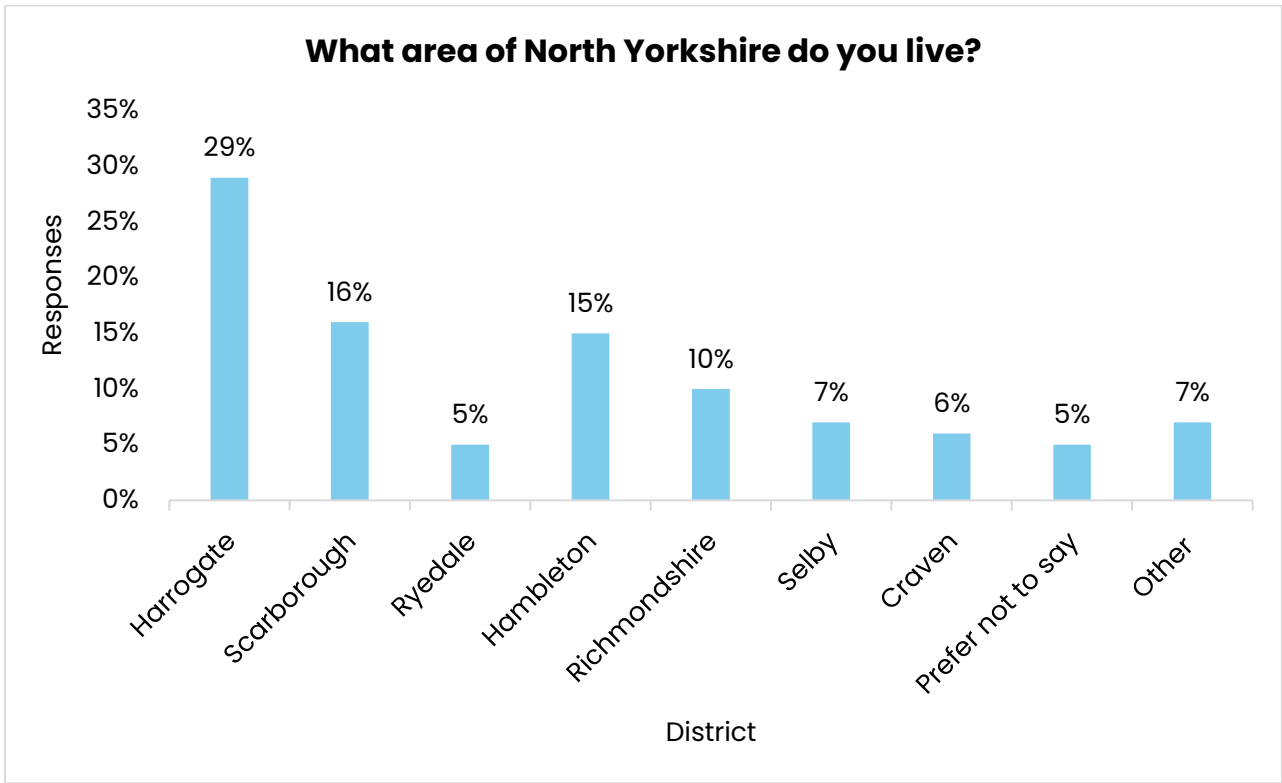 What area of North Yorkshire do you live?
35%
30%
25%
20%
15%
10%
5%
0%
Responses
29%
16%
5%
15%
10%
7%
6%
5%
7%
Harrogate
Scarborough
Ryedale
Hambleton
Richmondshire
Selby
Craven
Prefer not to say
Other
District